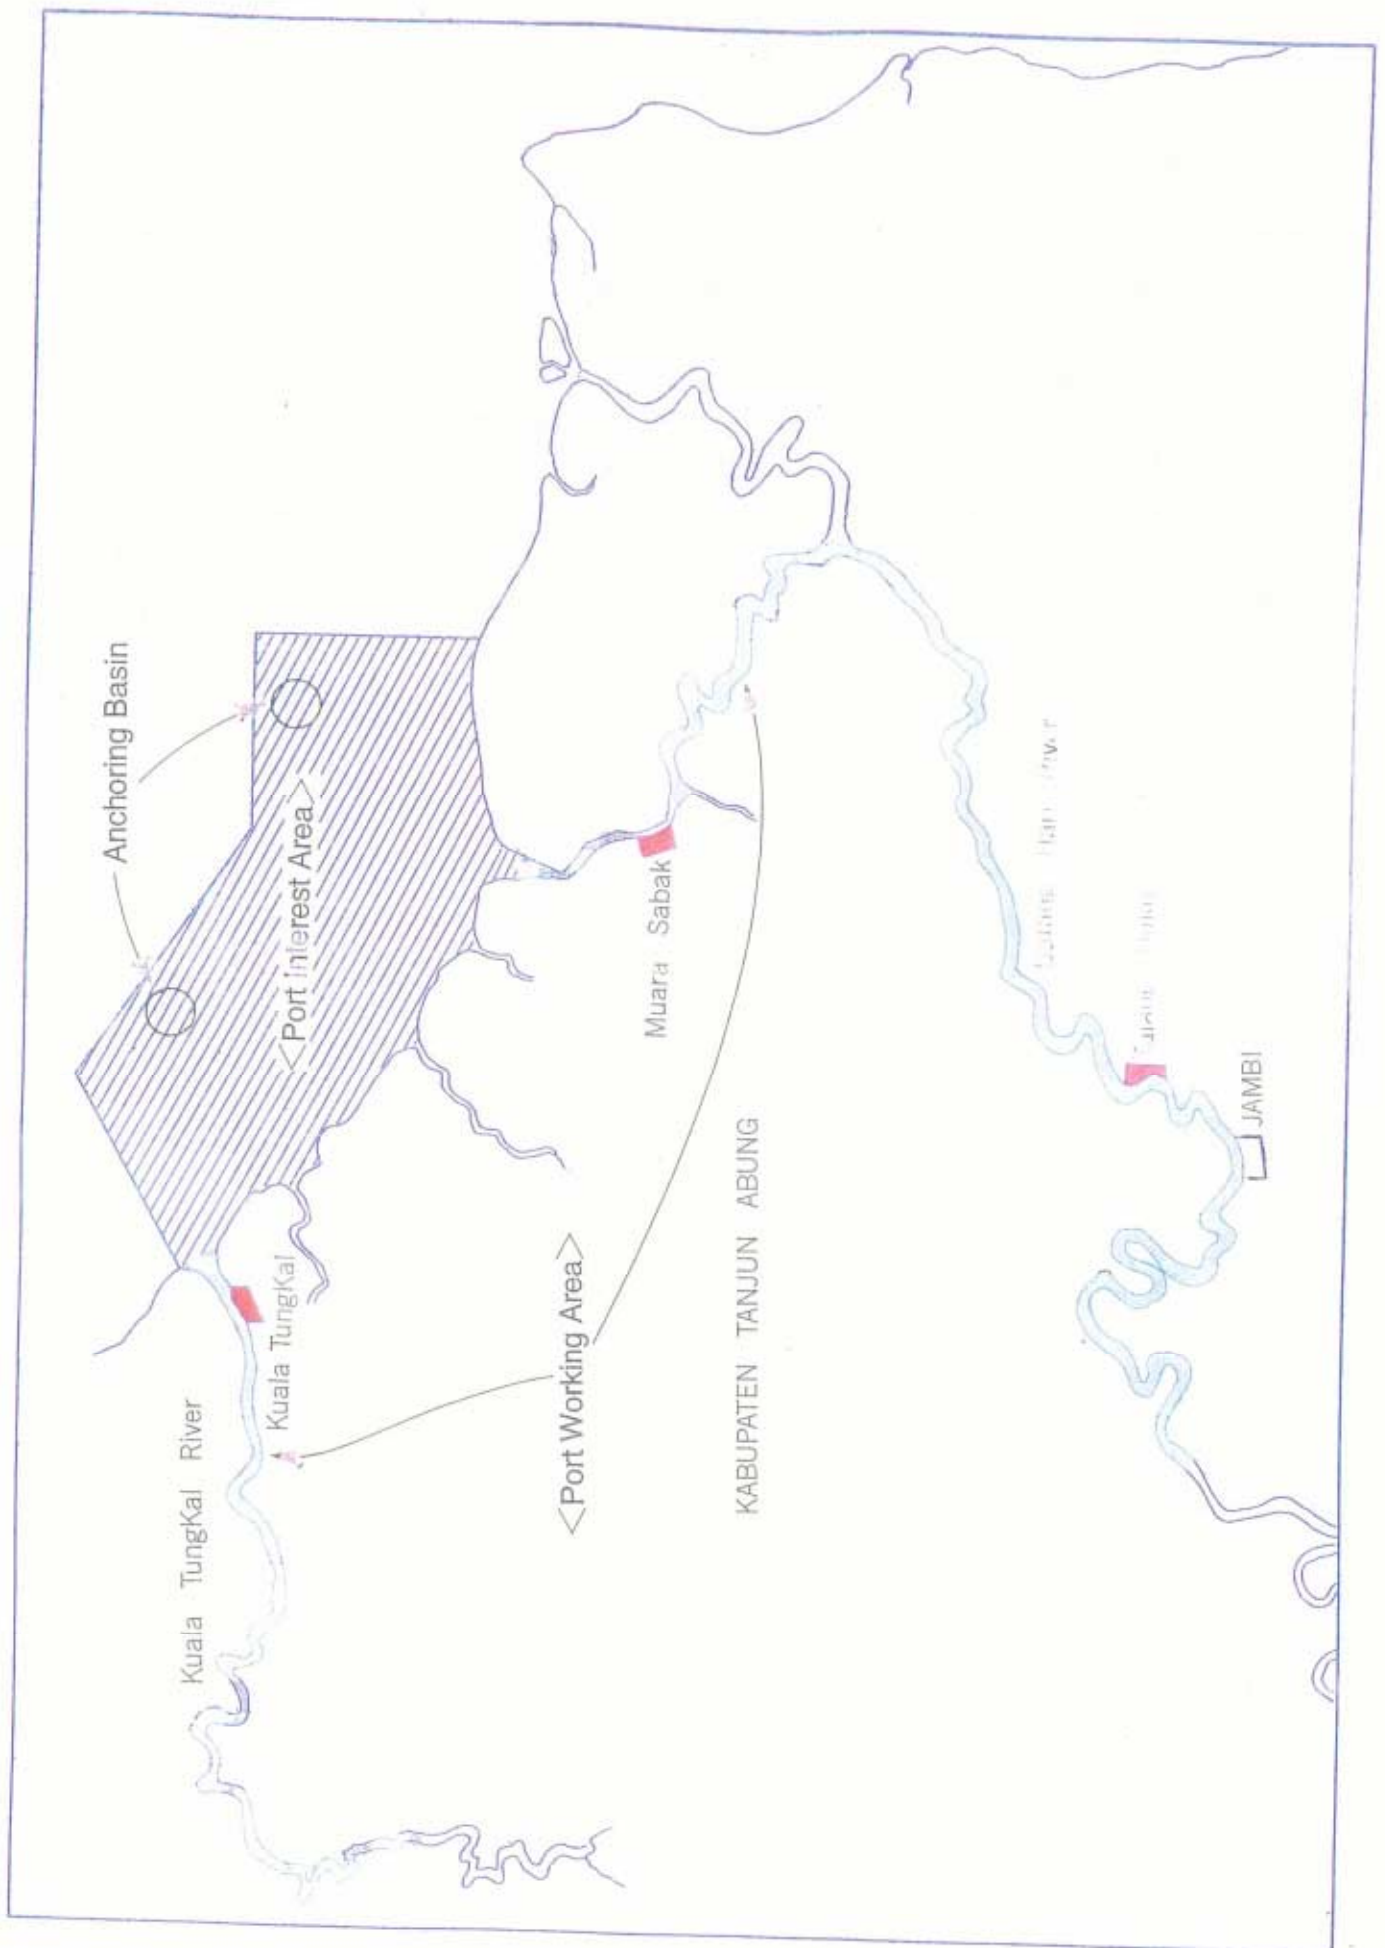 Anchoring Basin
<Port interest Area>
Kuala TungKal River
Kuala TungKal
Muara Sabak
<Port Working Area>
KABUPATEN TANJUN ABUNG
River
JAMBI